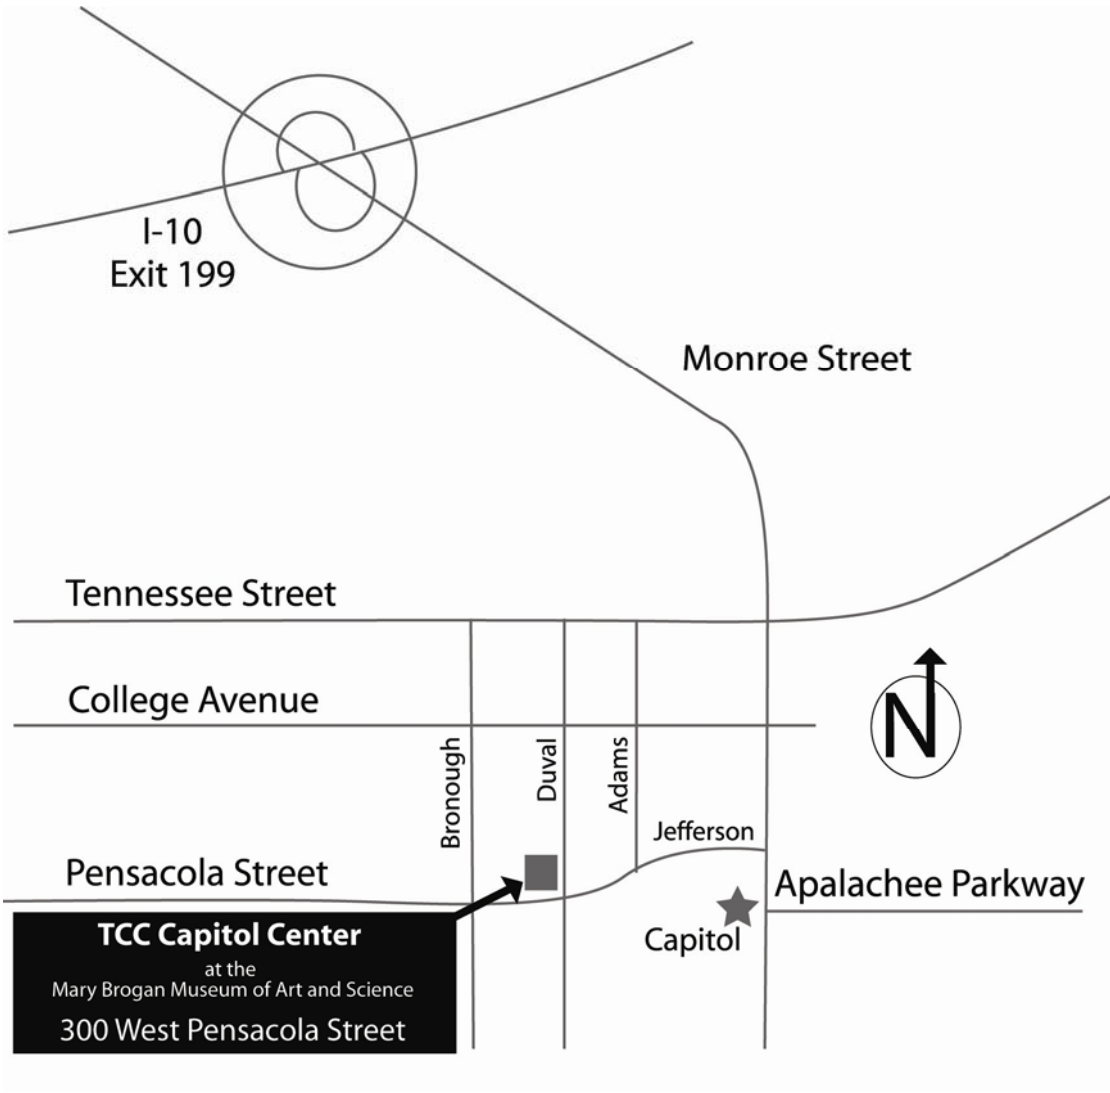 I-10
Exit 199
Monroe Street
Tennessee Street
College Avenue
N
Bronough
Duval
Adams
Jefferson
Pensacola Street
Apalachee Parkway
Capitol
TCC Capitol Center
at the
Mary Brogan Museum of Art and Science
300 West Pensacola Street